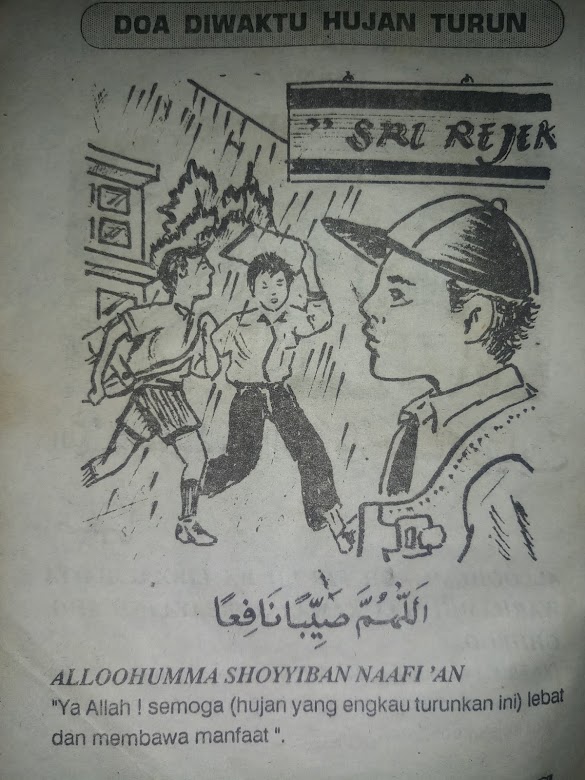 DOA DIWAKTU HUJAN TURUN
" SRI REJEK
اَللّٰهُمَّ صَيِّبًا نَافِعًا
ALLOOHUMMA SHOYYIBAN NAAFI 'AN
"Ya Allah ! semoga (hujan yang engkau turunkan ini) lebat
dan membawa manfaat ".